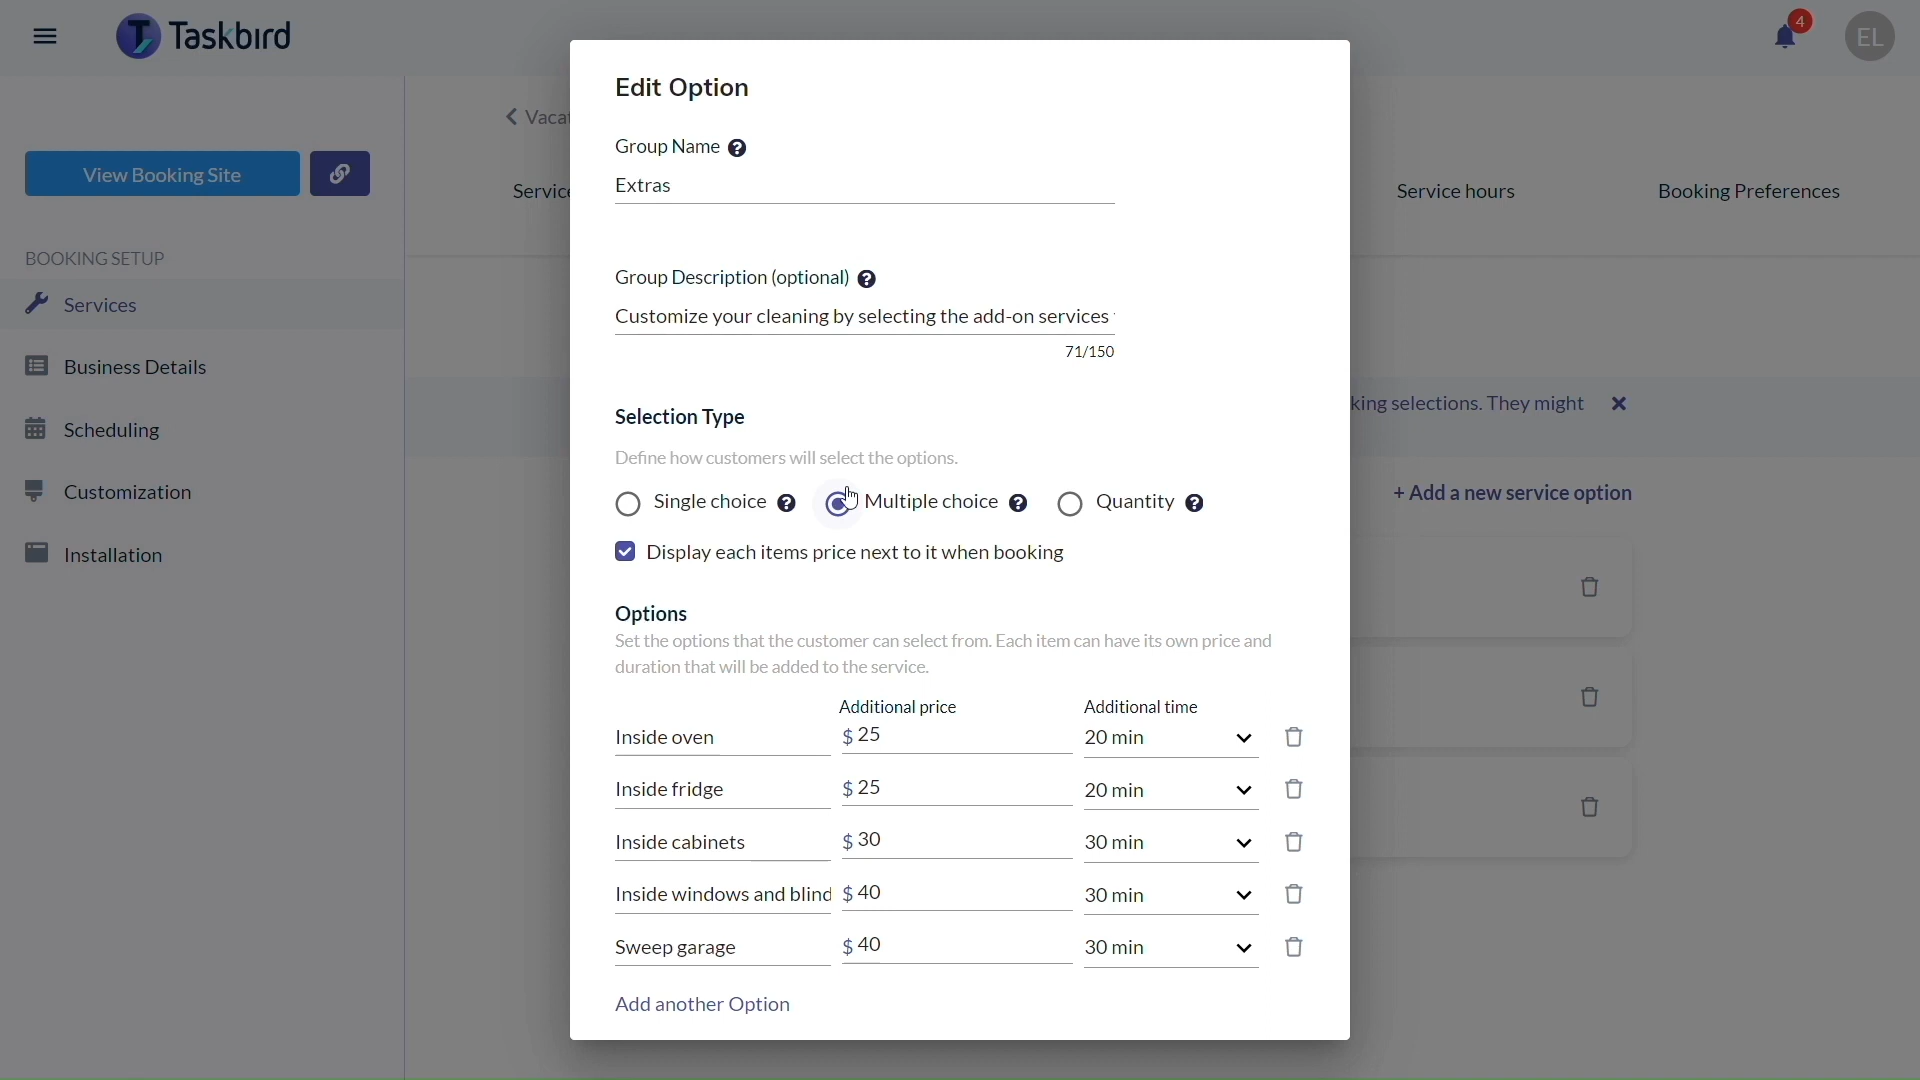 Taskbird
4
EL
View Booking Site
BOOKING SETUP
Services
Business Details
Scheduling
Customization
Installation
Service hours
Booking Preferences
king selections. They might
+ Add a new service option
Edit Option
Group Name
Extras
Group Description (optional)
Customize your cleaning by selecting the add-on services
71/150
Selection Type
Define how customers will select the options.
Single choice Multiple choice Quantity
Display each items price next to it when booking
Options
Set the options that the customer can select from. Each item can have its own price and
duration that will be added to the service.
Additional price Additional time
Inside oven $ 25 20 min
Inside fridge $ 25 20 min
Inside cabinets $ 30 30 min
Inside windows and blind $ 40 30 min
Sweep garage $ 40 30 min
Add another Option